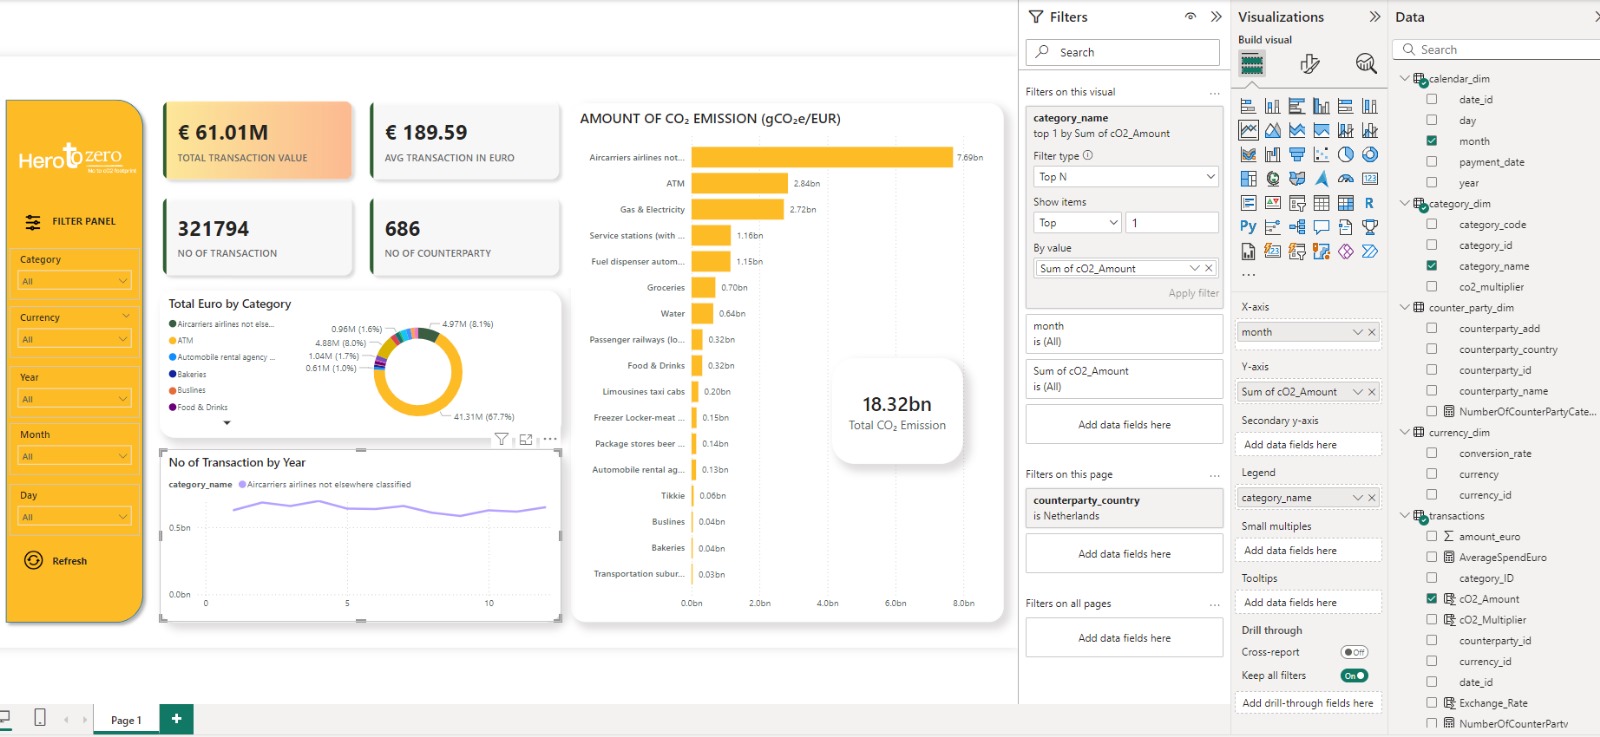 Hero to zero
FILTER PANEL
Category
All
Currency
All
Year
All
Month
All
Day
All
Refresh
€ 61.01M
TOTAL TRANSACTION VALUE
€ 189.59
AVG TRANSACTION IN EURO
321794
NO OF TRANSACTION
686
NO OF COUNTERPARTY
Total Euro by Category
Aircarriers airlines not else...
ATM
Automobile rental agency ...
Bakeries
Buslines
Food & Drinks
0.96M (1.6%)
4.88M (8.0%)
1.04M (1.7%)
0.61M (1.0%)
4.97M (8.1%)
41.31M (67.7%)
No of Transaction by Year
category_name Aircarriers airlines not elsewhere classified
0.5bn
0.0bn
0 5 10
AMOUNT OF CO₂ EMISSION (gCO₂e/EUR)
Aircarriers airlines not... 7.69bn
ATM 2.84bn
Gas & Electricity 2.72bn
Service stations (with ... 1.16bn
Fuel dispenser autom... 1.15bn
Groceries 0.70bn
Water 0.64bn
Passenger railways (lo... 0.32bn
Food & Drinks 0.32bn
Limousines taxi cabs 0.20bn
Freezer Locker-meat ... 0.15bn
Package stores beer ... 0.14bn
Automobile rental ag... 0.13bn
Tikkie 0.06bn
Buslines 0.04bn
Bakeries 0.04bn
Transportation subur... 0.03bn
0.0bn 2.0bn 4.0bn 6.0bn 8.0bn
18.32bn
Total CO₂ Emission
Page 1
Filters
Search
Filters on this visual
category_name
top 1 by Sum of cO2_Amount
Filter type
Top N
Show items
Top 1
By value
Sum of cO2_Amount
Apply filter
month
is (All)
Sum of cO2_Amount
is (All)
Add data fields here
Filters on this page
counterparty_country
is Netherlands
Add data fields here
Filters on all pages
Add data fields here
Visualizations
Build visual
R
Py
123
X-axis
month
Y-axis
Sum of cO2_Amount
Secondary y-axis
Add data fields here
Legend
category_name
Small multiples
Add data fields here
Tooltips
Add data fields here
Drill through
Cross-report Off
Keep all filters On
Add drill-through fields here
Data
Search
calendar_dim
date_id
day
month
payment_date
year
category_dim
category_code
category_id
category_name
co2_multiplier
counter_party_dim
counterparty_add
counterparty_country
counterparty_id
counterparty_name
NumberOfCounterPartyCate...
currency_dim
conversion_rate
currency
currency_id
transactions
amount_euro
AverageSpendEuro
category_ID
cO2_Amount
cO2_Multiplier
counterparty_id
currency_id
date_id
Exchange_Rate
NumberOfCounterParty